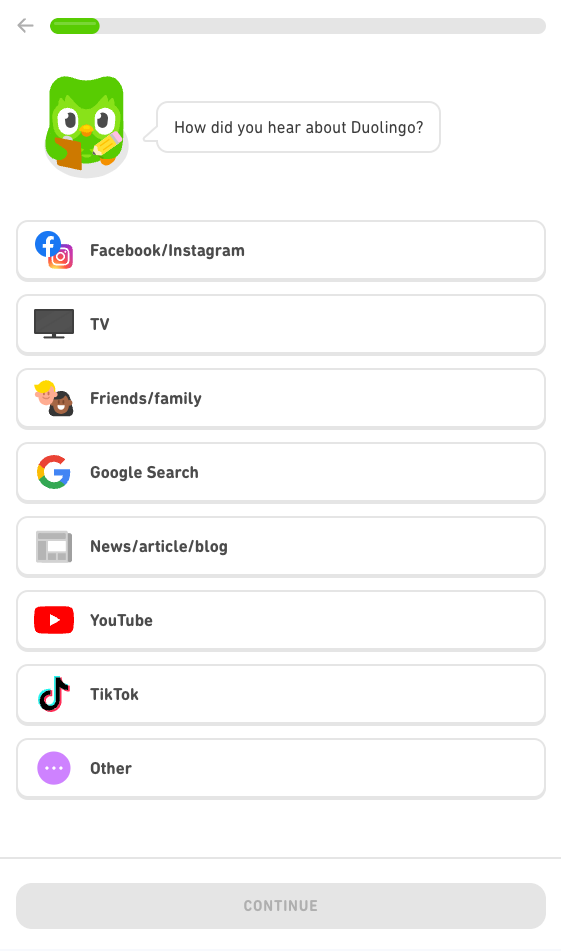 How did you hear about Duolingo?
Facebook/Instagram
TV
Friends/family
Google Search
News/article/blog
YouTube
TikTok
Other
CONTINUE